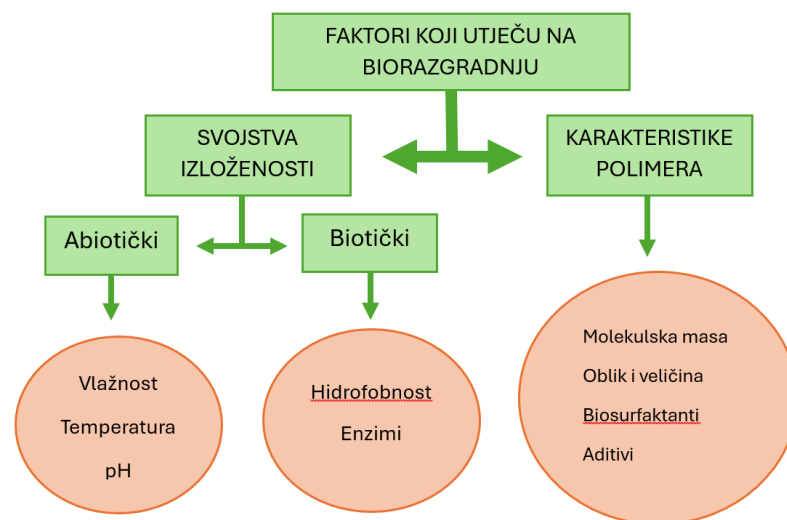 FAKTORI KOJI UTJEČU NA
BIORAZGRADNJU
SVOJSTVA
IZLOŽENOSTI
KARAKTERISTIKE
POLIMERA
Abiotički
Biotički
Vlažnost
Temperatura
pH
Hidrofobnost
Enzimi
Molekulska masa
Oblik i veličina
Biosurfaktanti
Aditivi